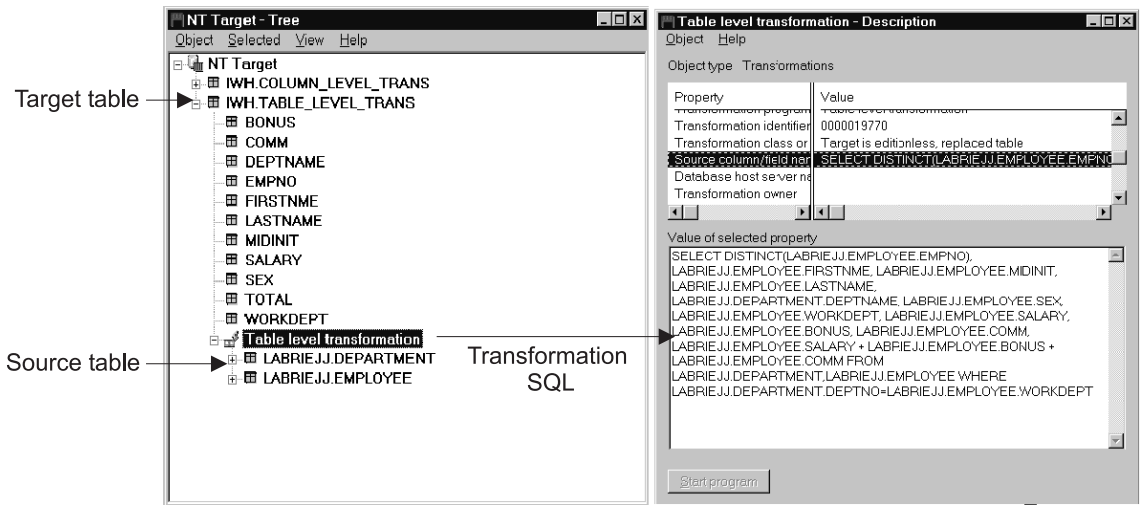 NT Target - Tree
Object Selected View Help
NT Target
IWH.COLUMN_LEVEL_TRANS
Target table
IWH.TABLE_LEVEL_TRANS
BONUS
COMM
DEPTNAME
EMPNO
FIRSTNME
LASTNAME
MIDINIT
SALARY
SEX
TOTAL
WORKDEPT
Table level transformation
Source table
LABRIEJJ.DEPARTMENT
LABRIEJJ.EMPLOYEE
Transformation
SQL
Table level transformation - Description
Object Help
Object type Transformations
Property Value
Transformation program Table level transformation
Transformation identifier 0000019770
Transformation class or Target is editionless, replaced table
Source column/field nar SELECT DISTINCT(LABRIEJJ.EMPLOYEE.EMPNO
Database host server na
Transformation owner
Value of selected property
SELECT DISTINCT(LABRIEJJ.EMPLOYEE.EMPNO),
LABRIEJJ.EMPLOYEE.FIRSTNME, LABRIEJJ.EMPLOYEE.MIDINIT,
LABRIEJJ.EMPLOYEE.LASTNAME,
LABRIEJJ.DEPARTMENT.DEPTNAME, LABRIEJJ.EMPLOYEE.SEX,
LABRIEJJ.EMPLOYEE.WORKDEPT, LABRIEJJ.EMPLOYEE.SALARY,
LABRIEJJ.EMPLOYEE.BONUS, LABRIEJJ.EMPLOYEE.COMM,
LABRIEJJ.EMPLOYEE.SALARY + LABRIEJJ.EMPLOYEE.BONUS +
LABRIEJJ.EMPLOYEE.COMM FROM
LABRIEJJ.DEPARTMENT,LABRIEJJ.EMPLOYEE WHERE
LABRIEJJ.DEPARTMENT.DEPTNO=LABRIEJJ.EMPLOYEE.WORKDEPT
Start program